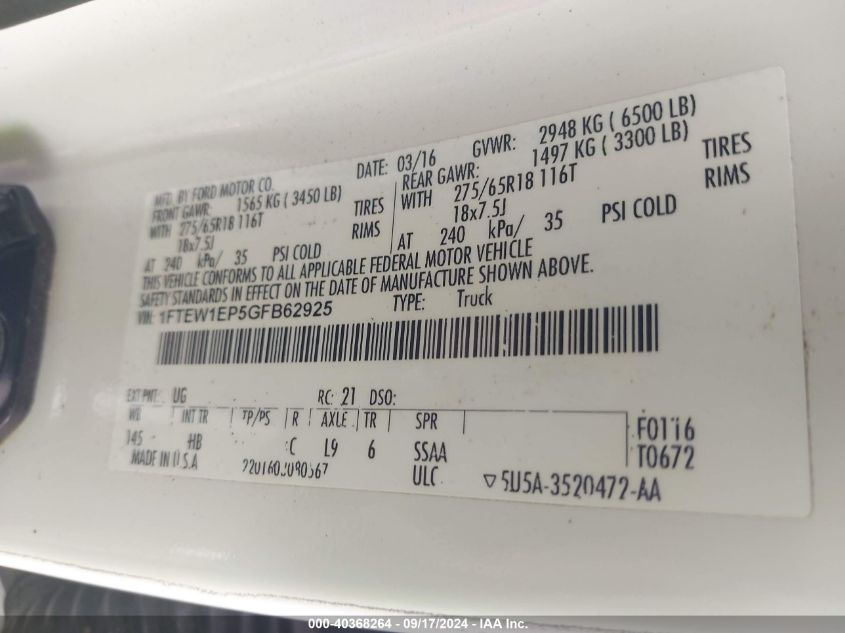 MFD. BY FORD MOTOR CO.
DATE: 03/16 GVWR: 2948 KG ( 6500 LB)
FRONT GAWR: 1565 KG ( 3450 LB)
REAR GAWR: 1497 KG ( 3300 LB)
WITH 275/65R18 116T TIRES
WITH 275/65R18 116T TIRES
18x7.5J RIMS
18x7.5J RIMS
AT 240 kPa/ 35 PSI COLD
AT 240 kPa/ 35 PSI COLD
THIS VEHICLE CONFORMS TO ALL APPLICABLE FEDERAL MOTOR VEHICLE
SAFETY STANDARDS IN EFFECT ON THE DATE OF MANUFACTURE SHOWN ABOVE.
VIN: 1FTEW1EP5GFB62925 TYPE: Truck
EXT PNT: UG RC: 21 DSO:
WB INT TR TP/PS R AXLE TR SPR
145 HB C L9 6 SSAA
F0116
T0672
MADE IN U.S.A ULC
▽ 5U5A-3520472-AA
000-40368264 - 09/17/2024 - IAA Inc.